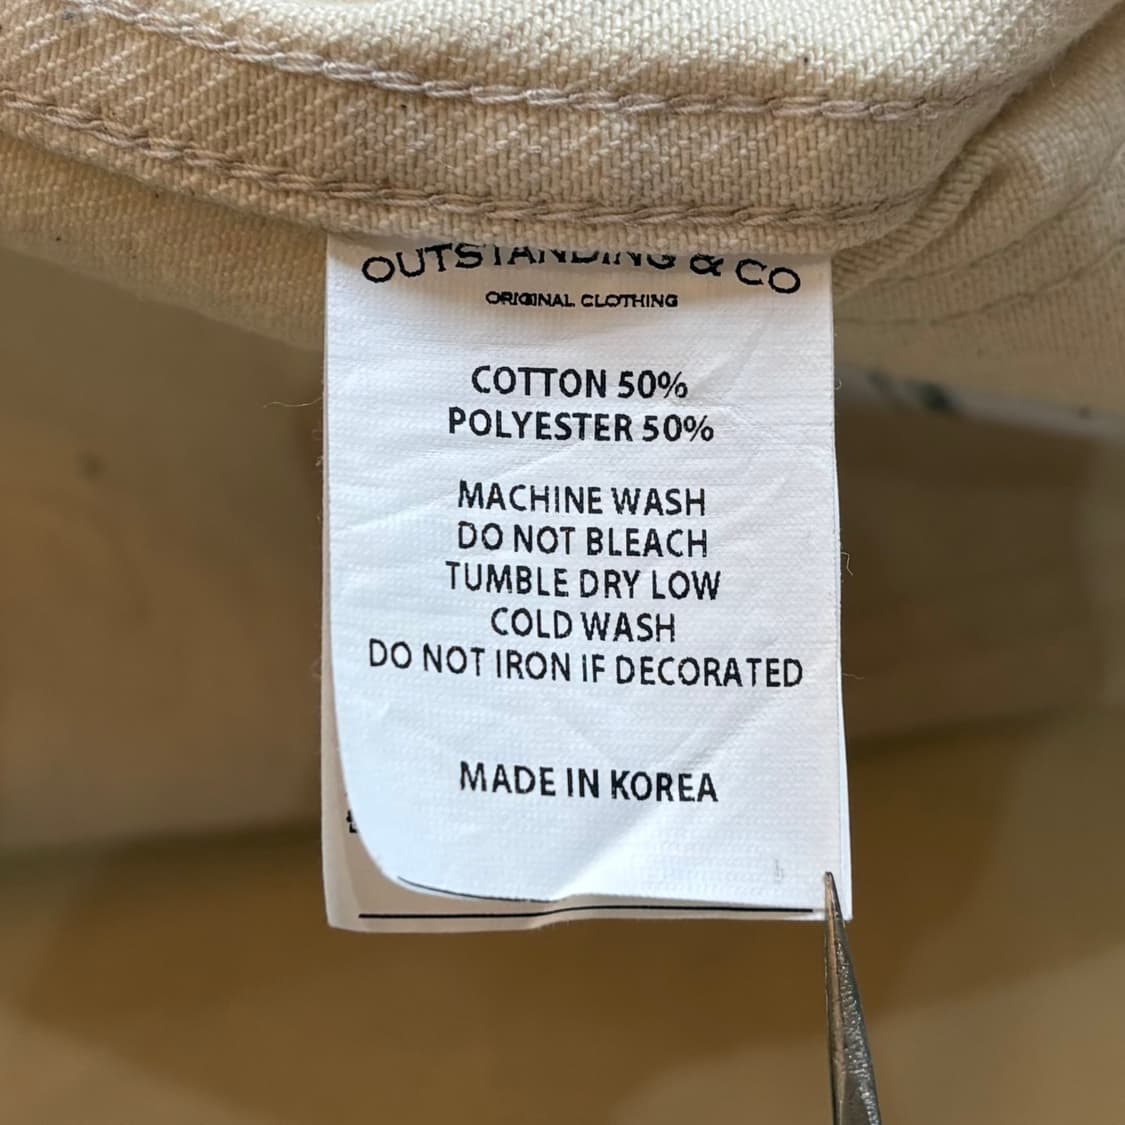 OUTSTANDING & CO
ORIGINAL CLOTHING
COTTON 50%
POLYESTER 50%
MACHINE WASH
DO NOT BLEACH
TUMBLE DRY LOW
COLD WASH
DO NOT IRON IF DECORATED
MADE IN KOREA